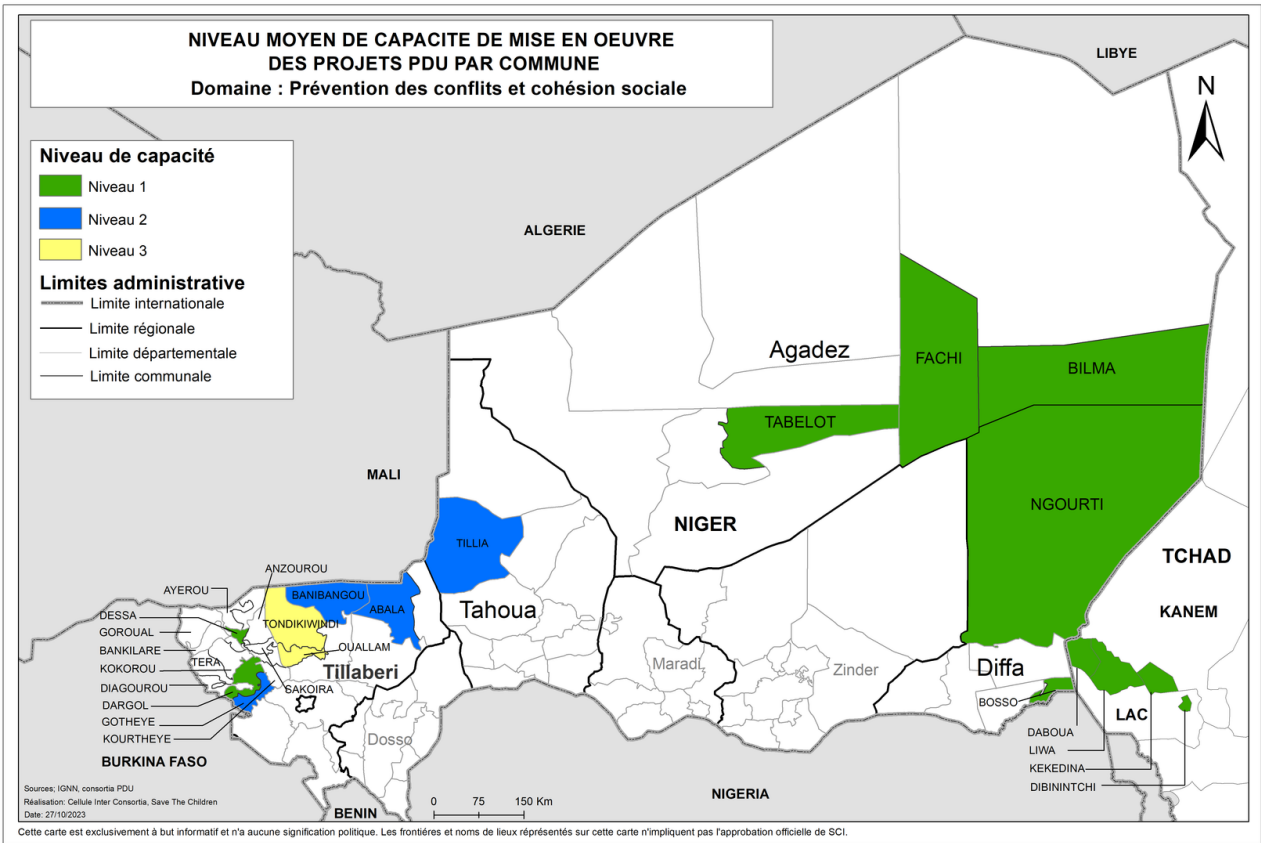 NIVEAU MOYEN DE CAPACITE DE MISE EN OEUVRE
DES PROJETS PDU PAR COMMUNE
Domaine : Prévention des conflits et cohésion sociale
LIBYE
N
Niveau de capacité
Niveau 1
Niveau 2
Niveau 3
Limites administrative
Limite internationale
Limite régionale
Limite départementale
Limite communale
ALGERIE
Agadez
FACHI
BILMA
TABELOT
MALI
NIGER
NGOURTI
TILLIA
TCHAD
KANEM
ANZOUROU
AYEROU
BANIBANGOU
ABALA
Tahoua
DESSA
TONDIKIWINDI
GOROUAL
OUALLAM
BANKILARE
TERA
Tillaberi
KOKOROU
Maradi
Zinder
Diffa
DIAGOUROU
SAKOIRA
DARGOL
BOSSO
GOTHEYE
LAC
KOURTHEYE
Dosso
DABOUA
LIWA
BURKINA FASO
KEKEDINA
DIBININTCHI
NIGERIA
BENIN
0 75 150 Km
Sources; IGNN, consortia PDU
Réalisation: Cellule Inter Consortia, Save The Children
Date: 27/10/2023
Cette carte est exclusivement à but informatif et n'a aucune signification politique. Les frontiéres et noms de lieux réprésentés sur cette carte n'impliquent pas l'approbation officielle de SCI.